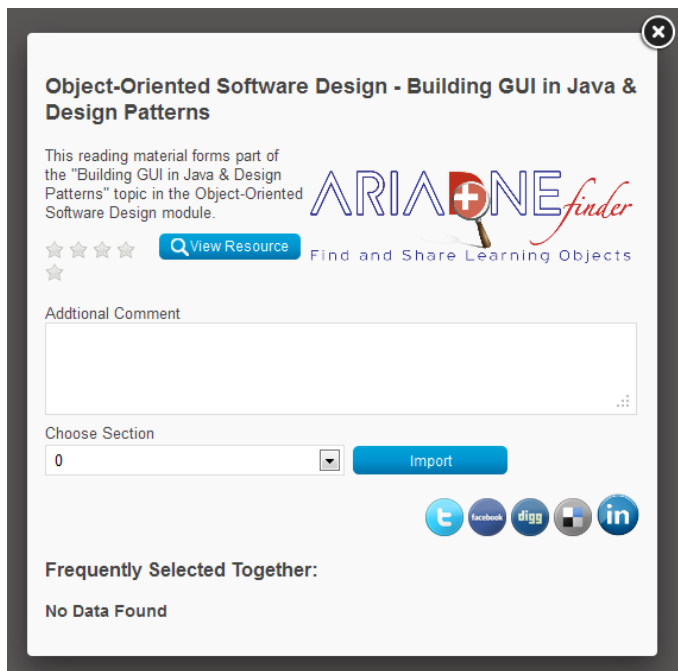 Object-Oriented Software Design - Building GUI in Java &
Design Patterns
This reading material forms part of
the "Building GUI in Java & Design
Patterns" topic in the Object-Oriented
Software Design module.
ARIADNE finder
Find and Share Learning Objects
View Resource
Addtional Comment
Choose Section
0
Import
facebook
digg
in
Frequently Selected Together:
No Data Found